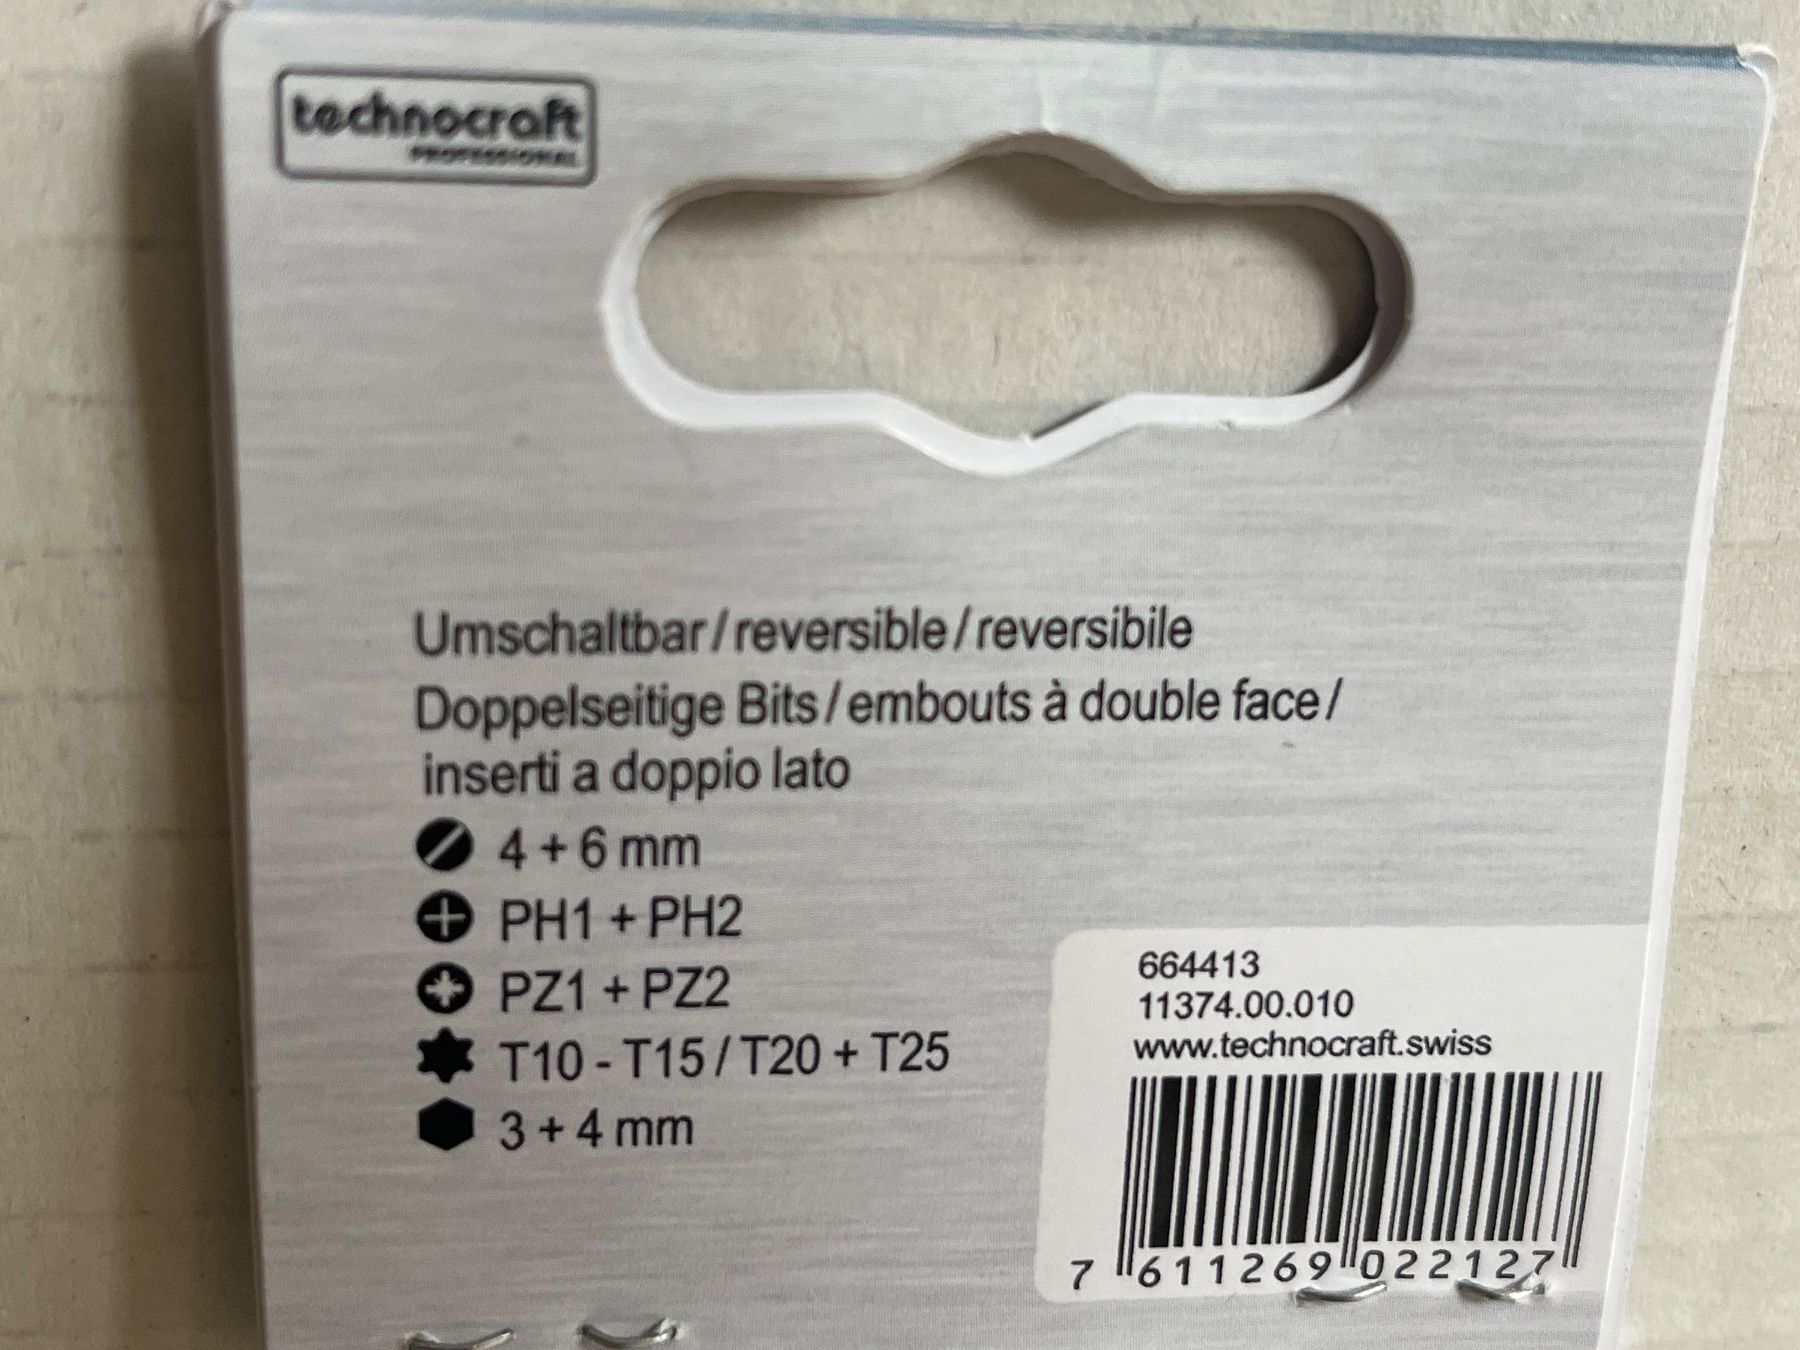 technocraft
PROFESSIONAL
Umschaltbar / reversible / reversibile
Doppelseitige Bits / embouts à double face /
inserti a doppio lato
4 + 6 mm
PH1 + PH2
PZ1 + PZ2
T10 - T15 / T20 + T25
3 + 4 mm
664413
11374.00.010
www.technocraft.swiss
7 611269 022127